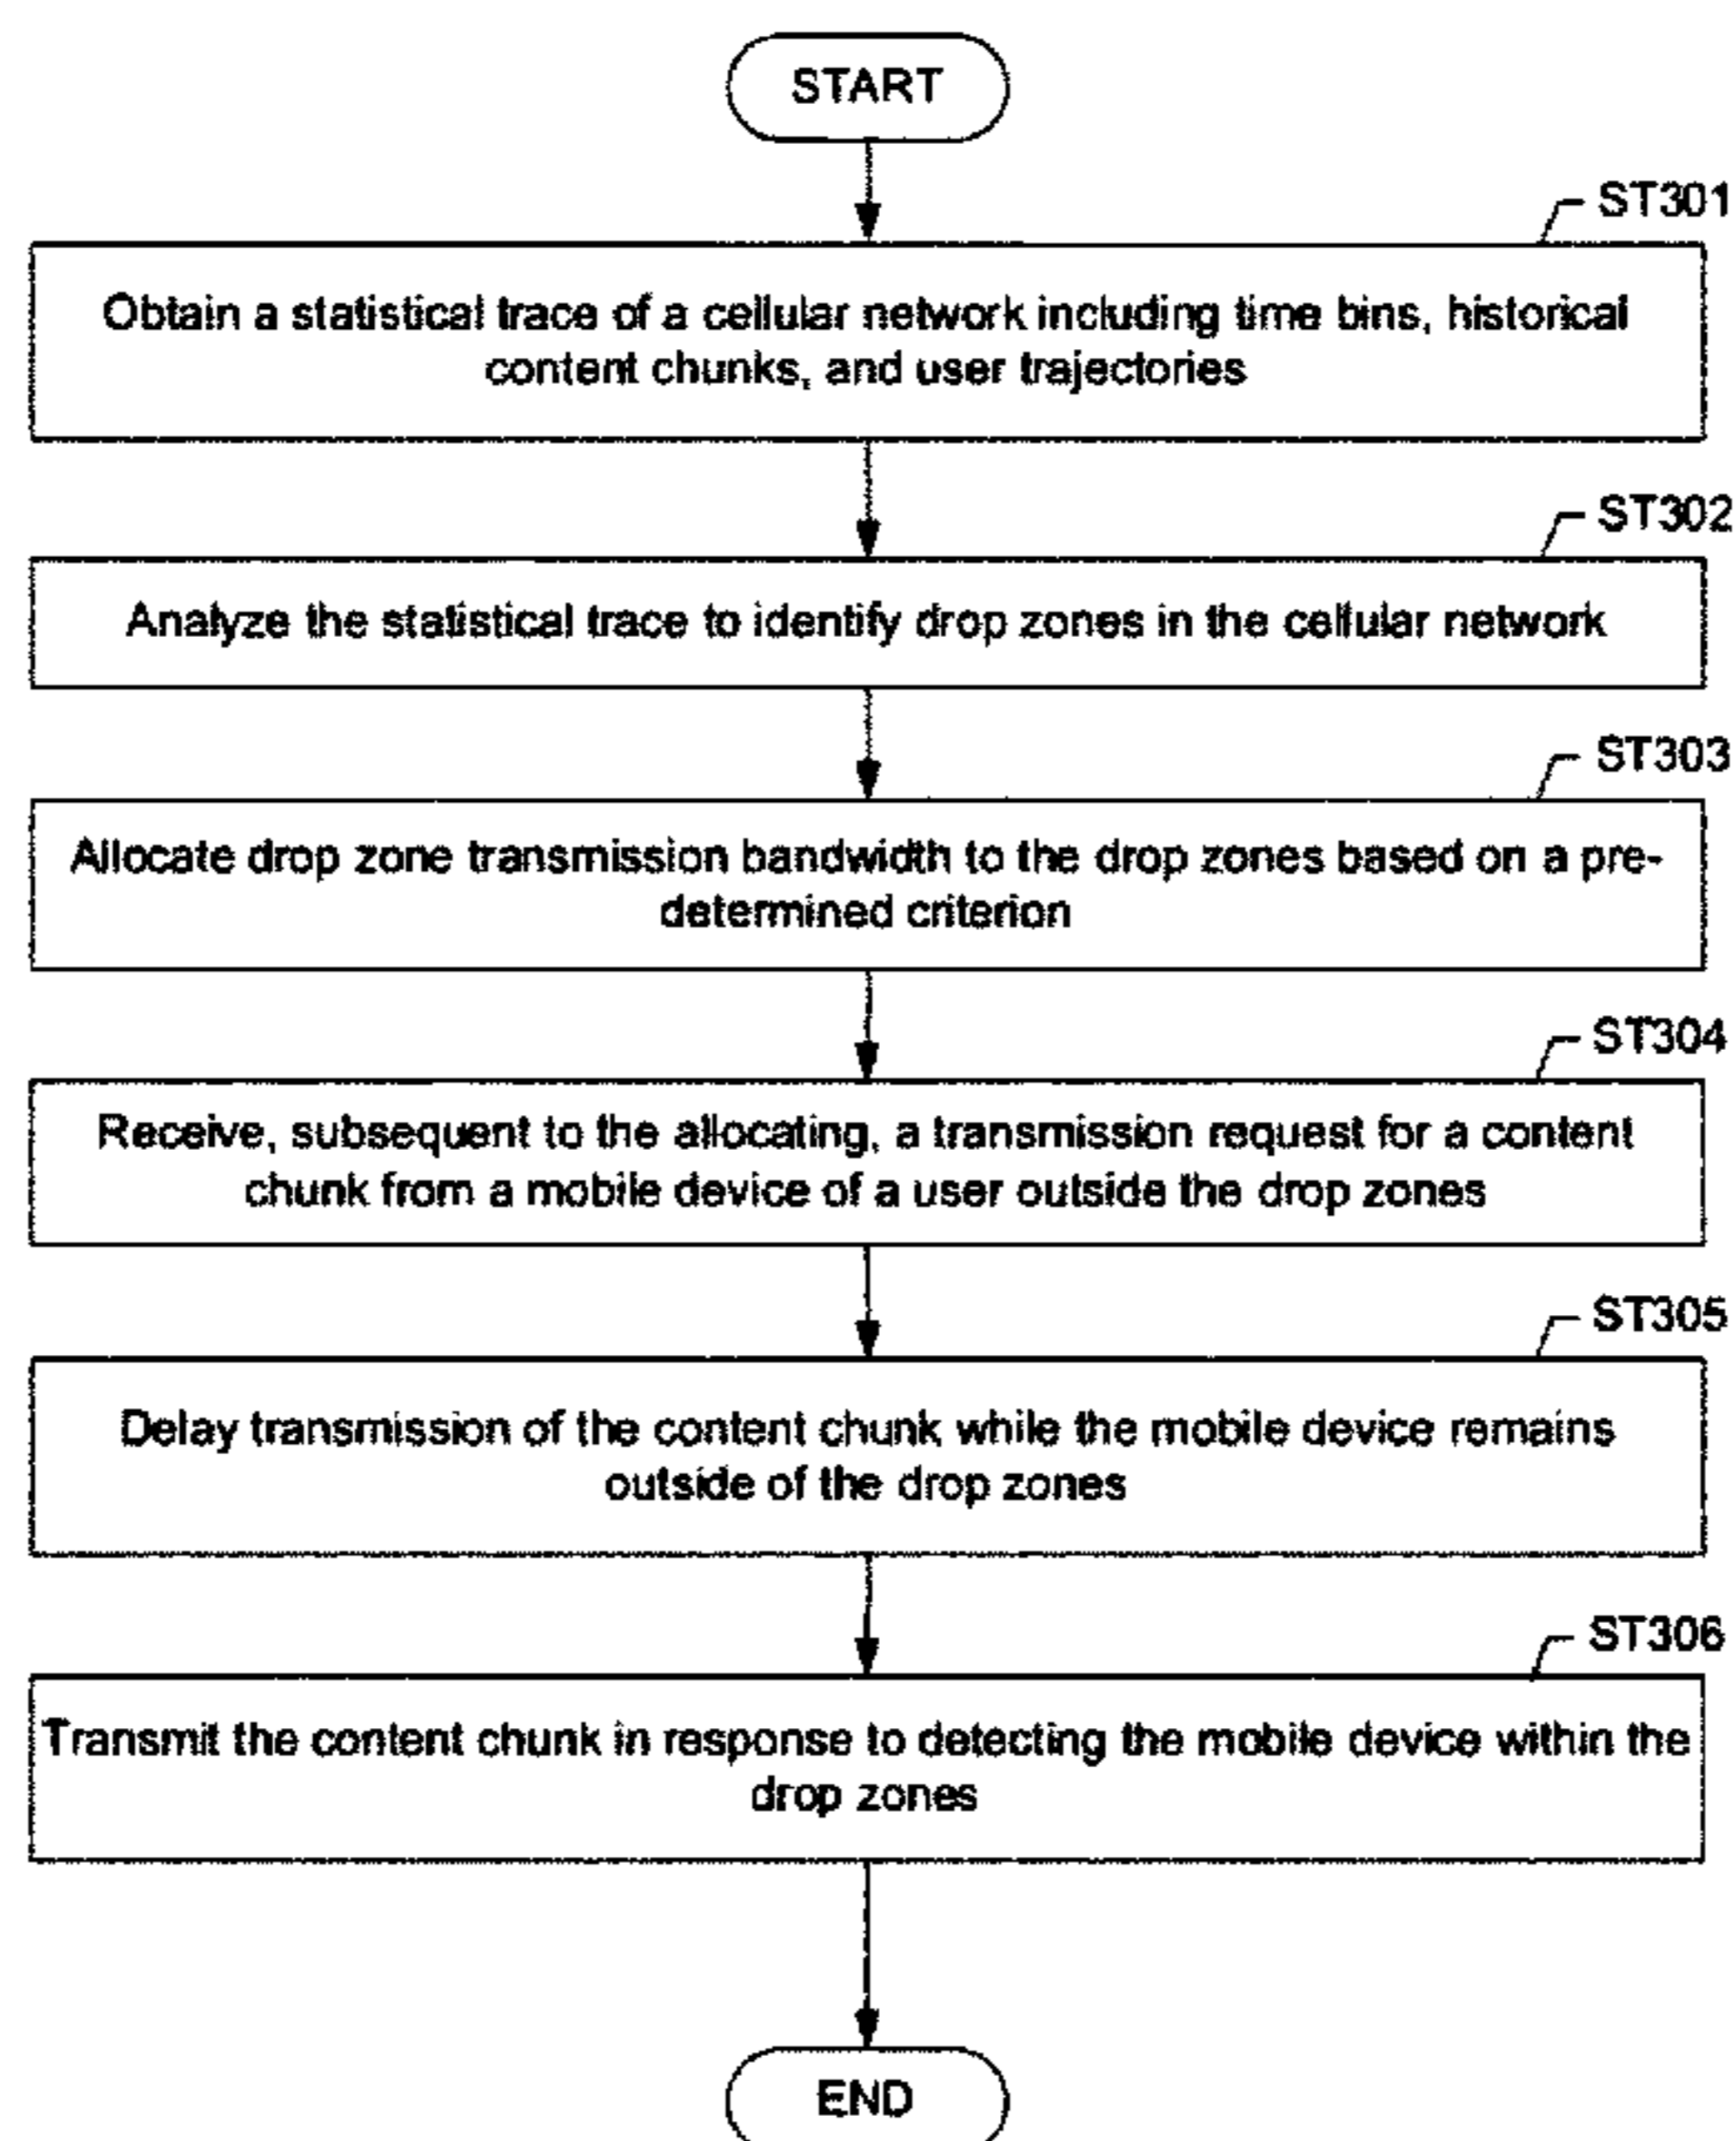 START
ST301
Obtain a statistical trace of a cellular network including time bins, historical
content chunks, and user trajectories
ST302
Analyze the statistical trace to identify drop zones in the cellular network
ST303
Allocate drop zone transmission bandwidth to the drop zones based on a pre-
determined criterion
ST304
Receive, subsequent to the allocating, a transmission request for a content
chunk from a mobile device of a user outside the drop zones
ST305
Delay transmission of the content chunk while the mobile device remains
outside of the drop zones
ST306
Transmit the content chunk in response to detecting the mobile device within the
drop zones
END